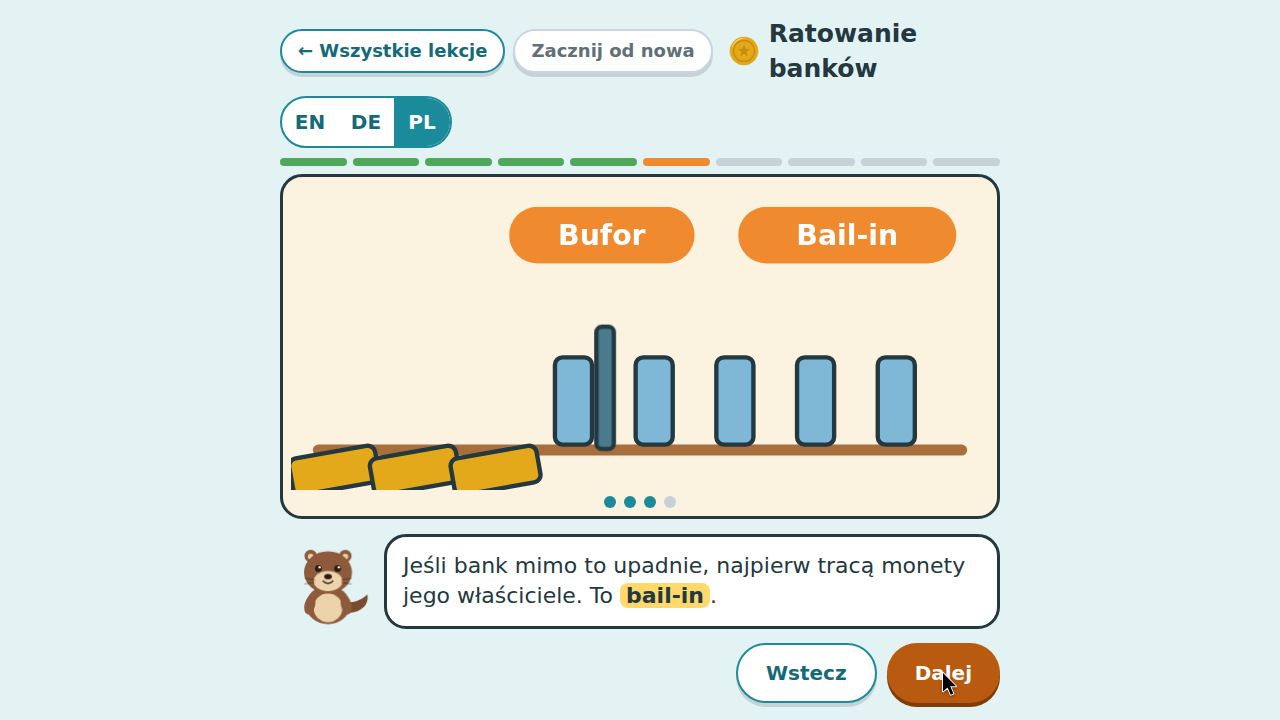 ← Wszystkie lekcje
Zacznij od nowa
Ratowanie
banków
EN DE PL
Bufor
Bail-in
Jeśli bank mimo to upadnie, najpierw tracą monety
jego właściciele. To bail-in.
Wstecz
Dalej